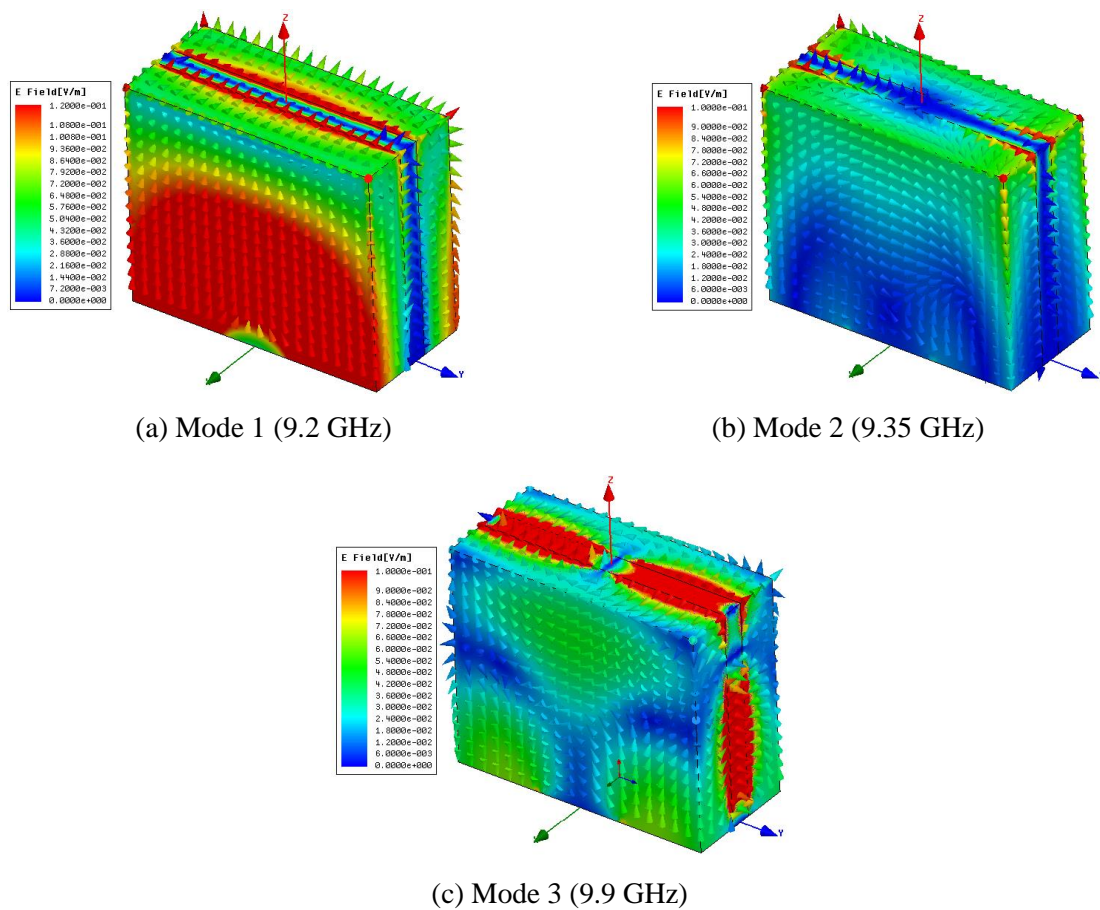 Z
E Field[V/m]
1.2000e-001
1.0800e-001
1.0080e-001
9.3600e-002
8.6400e-002
7.9200e-002
7.2000e-002
6.4800e-002
5.7600e-002
5.0400e-002
4.3200e-002
3.6000e-002
2.8800e-002
2.1600e-002
1.4400e-002
7.2000e-003
0.0000e+000
Y
(a) Mode 1 (9.2 GHz)
Z
E Field[V/m]
1.0000e-001
9.0000e-002
8.4000e-002
7.8000e-002
7.2000e-002
6.6000e-002
6.0000e-002
5.4000e-002
4.8000e-002
4.2000e-002
3.6000e-002
3.0000e-002
2.4000e-002
1.8000e-002
1.2000e-002
6.0000e-003
0.0000e+000
(b) Mode 2 (9.35 GHz)
Z
E Field[V/m]
1.0000e-001
9.0000e-002
8.4000e-002
7.8000e-002
7.2000e-002
6.6000e-002
6.0000e-002
5.4000e-002
4.8000e-002
4.2000e-002
3.6000e-002
3.0000e-002
2.4000e-002
1.8000e-002
1.2000e-002
6.0000e-003
0.0000e+000
Y
(c) Mode 3 (9.9 GHz)